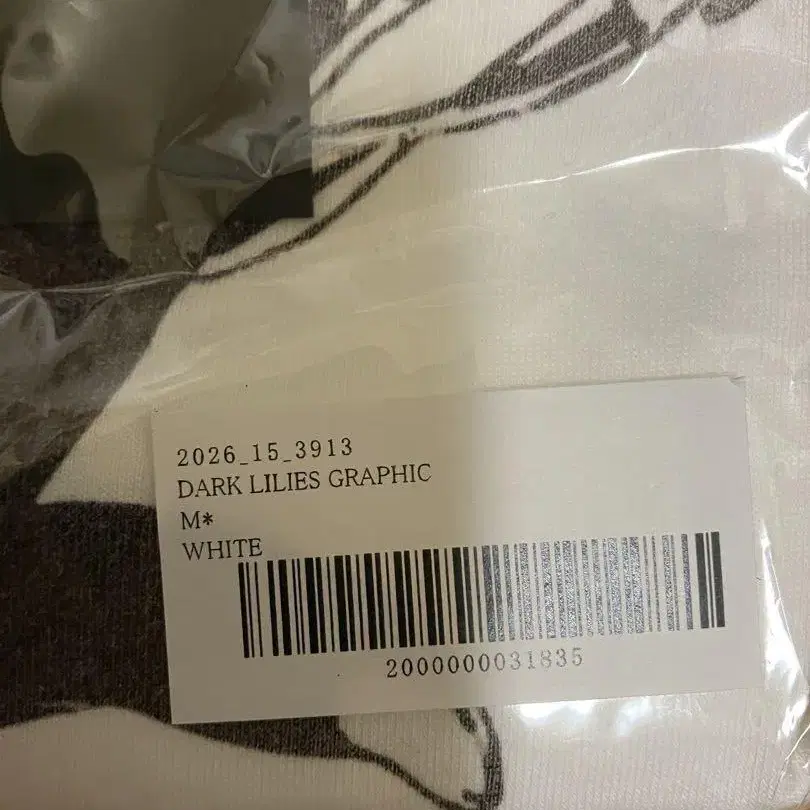 2026_15_3913
DARK LILIES GRAPHIC
M*
WHITE
2000000031835